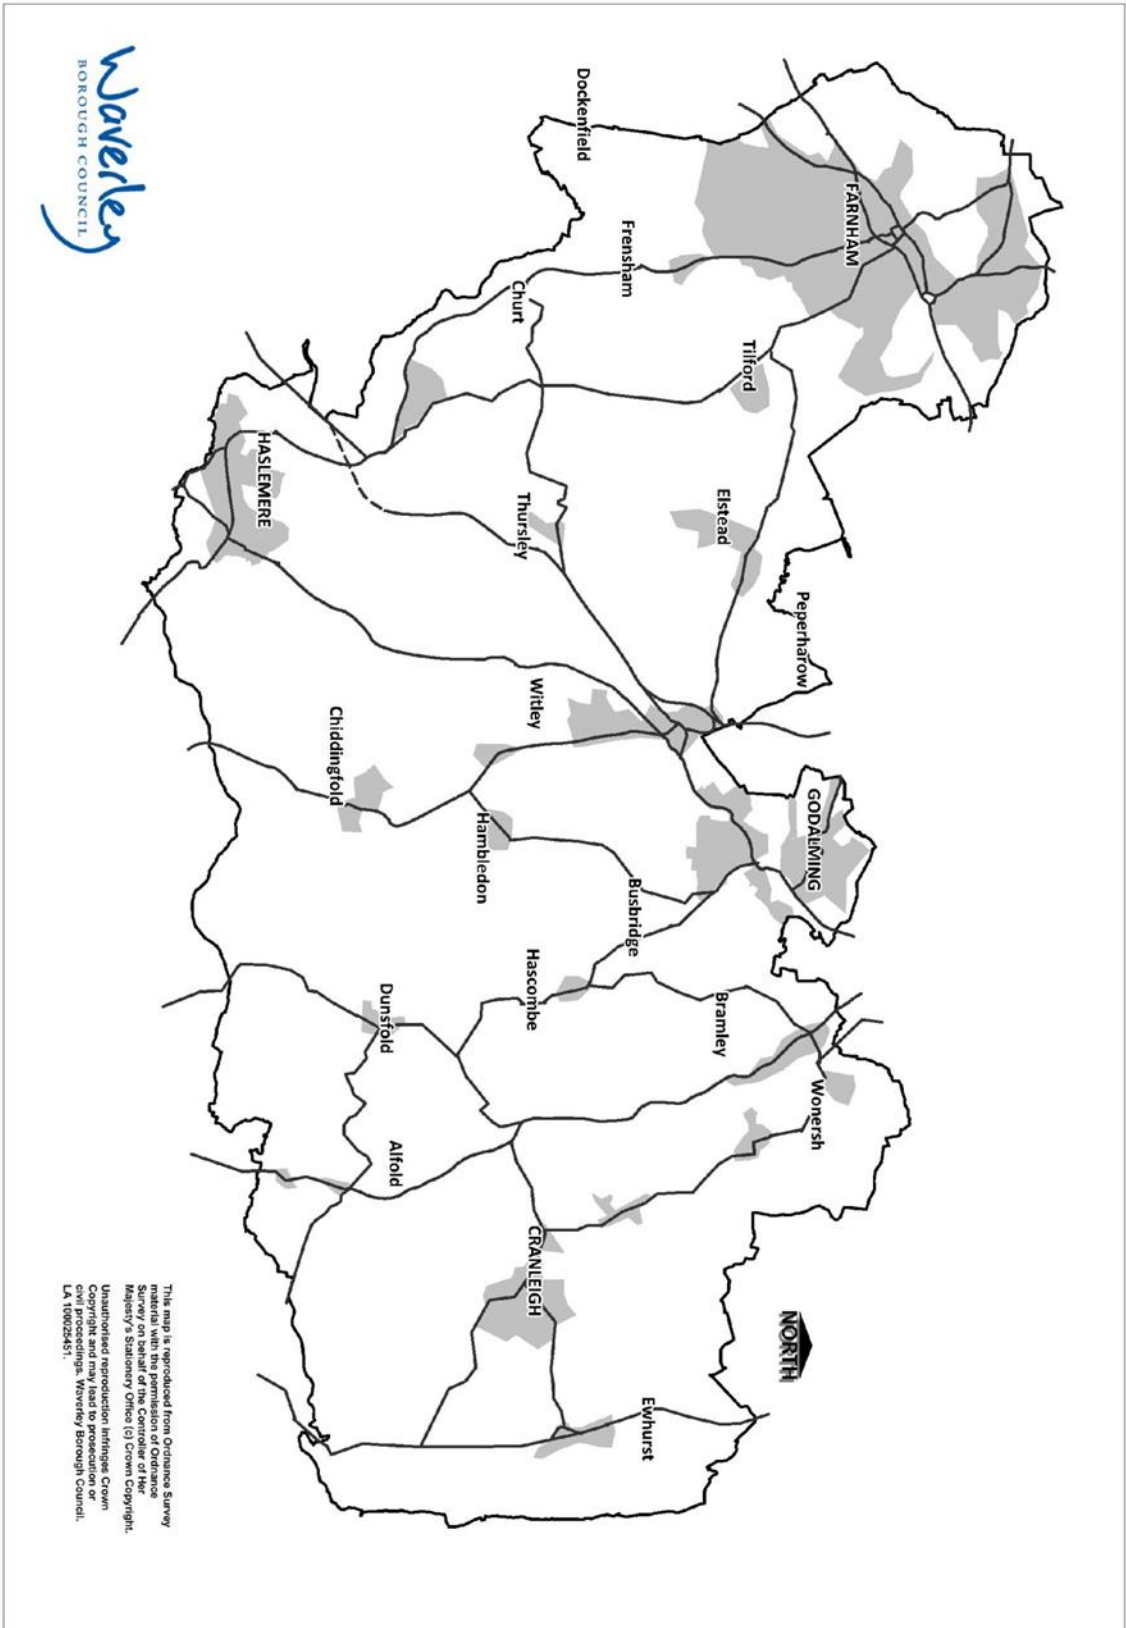 FARNHAM
Dockenfield
Frensham
Churt
Tilford
Elstead
Thursley
HASLEMERE
Peperharow
Witley
Chiddingfold
GODALMING
Hambledon
Busbridge
Hascombe
Dunsfold
Bramley
Wonersh
Alfold
CRANLEIGH
Ewhurst
NORTH
Waverley
BOROUGH COUNCIL
This map is reproduced from Ordnance Survey
material with the permission of Ordnance
Survey on behalf of the Controller of Her
Majesty's Stationery Office (c) Crown Copyright.
Unauthorised reproduction infringes Crown
Copyright and may lead to prosecution or
civil proceedings. Waverley Borough Council.
LA 100025451.